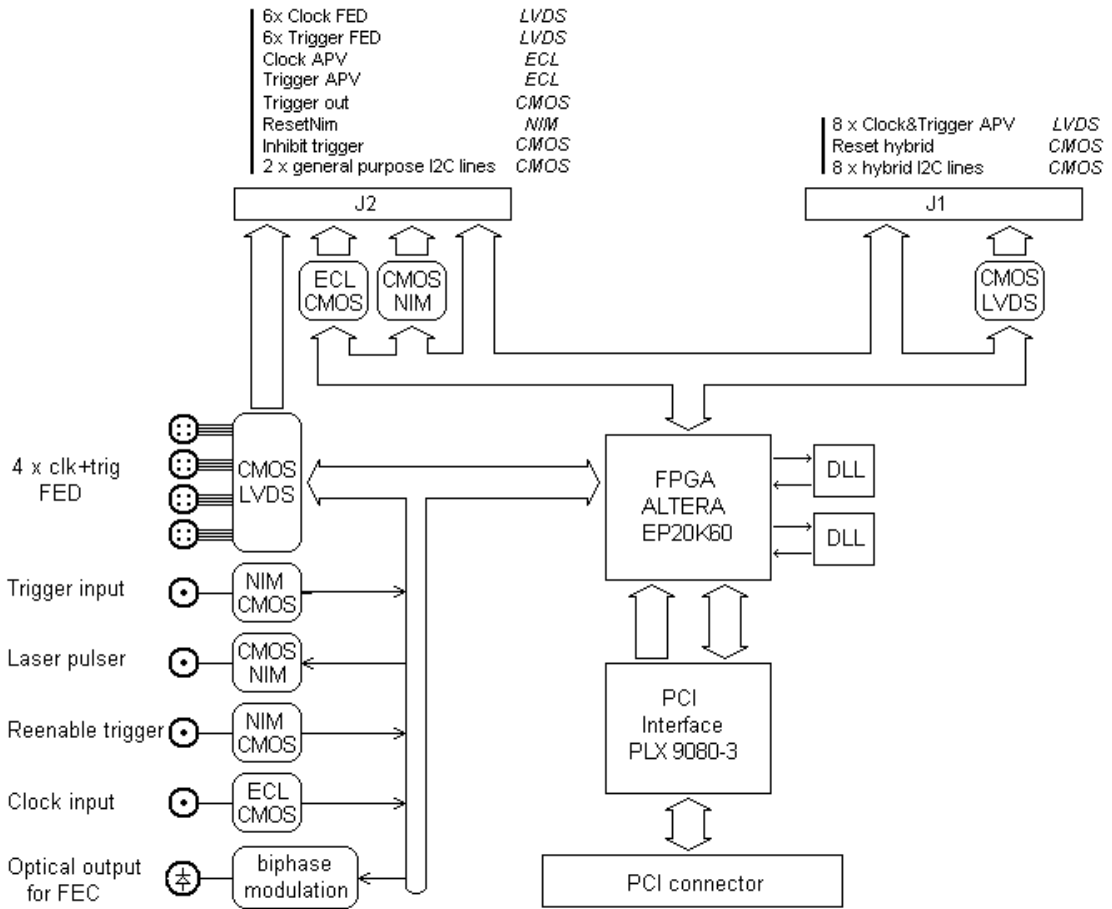 6x Clock FED LVDS
6x Trigger FED LVDS
Clock APV ECL
Trigger APV ECL
Trigger out CMOS
ResetNim NIM
Inhibit trigger CMOS
2 x general purpose I2C lines CMOS
8 x Clock&Trigger APV LVDS
Reset hybrid CMOS
8 x hybrid I2C lines CMOS
J2
J1
ECL
CMOS
CMOS
NIM
CMOS
LVDS
4 x clk+trig
FED
CMOS
LVDS
FPGA
ALTERA
EP20K60
DLL
DLL
Trigger input
NIM
CMOS
Laser pulser
CMOS
NIM
Reenable trigger
NIM
CMOS
Clock input
ECL
CMOS
Optical output
for FEC
biphase
modulation
PCI
Interface
PLX 9080-3
PCI connector